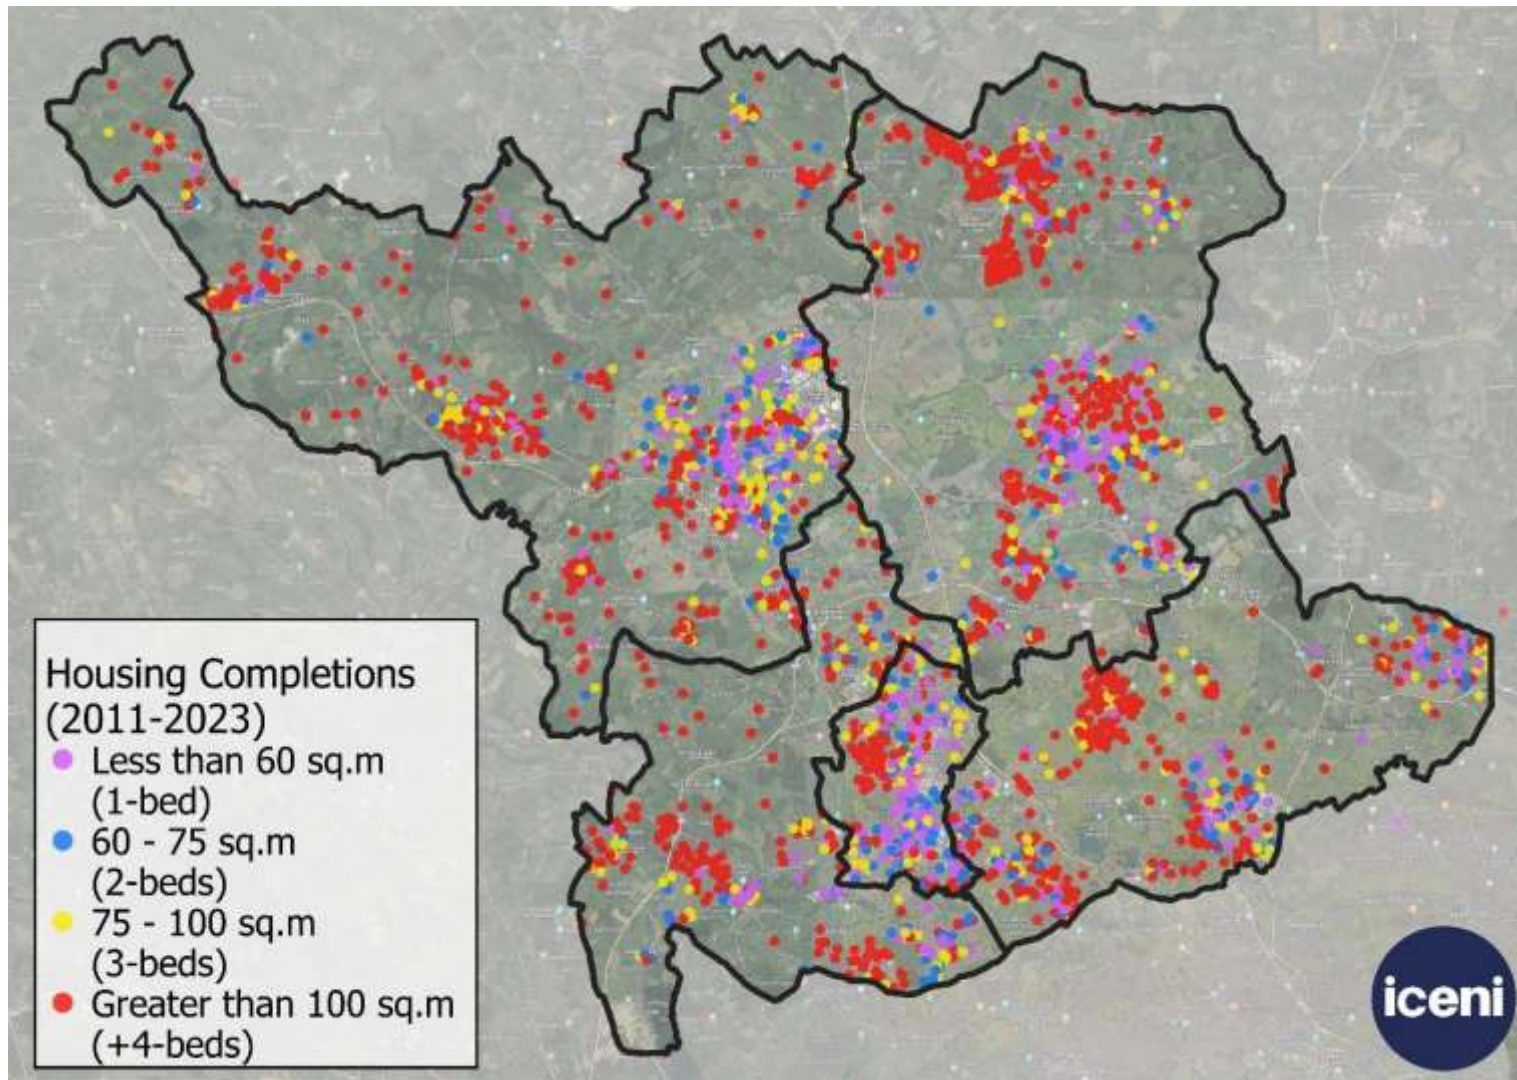 Housing Completions
(2011-2023)
Less than 60 sq.m
(1-bed)
60 - 75 sq.m
(2-beds)
75 - 100 sq.m
(3-beds)
Greater than 100 sq.m
(+4-beds)
iceni